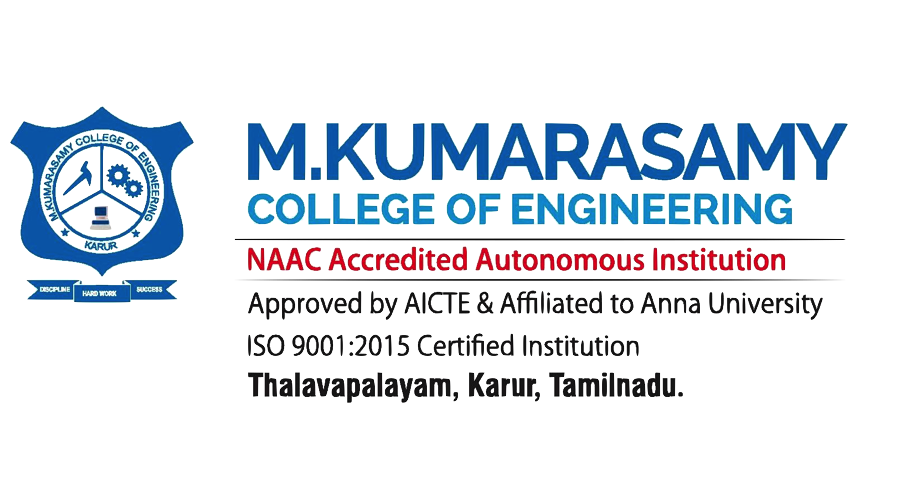 M.KUMARASAMY COLLEGE OF ENGINEERING
KARUR
DISCIPLINE
HARD WORK
SUCCESS
M.KUMARASAMY
COLLEGE OF ENGINEERING
NAAC Accredited Autonomous Institution
Approved by AICTE & Affiliated to Anna University
ISO 9001:2015 Certified Institution
Thalavapalayam, Karur, Tamilnadu.